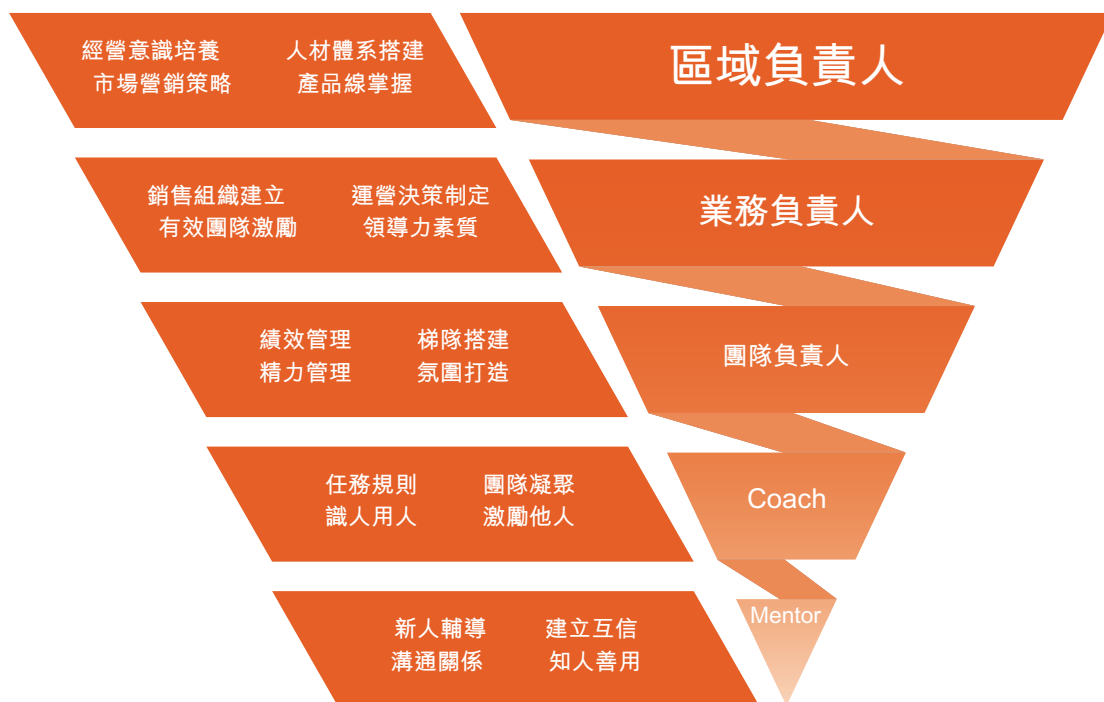 經營意識培養 人材體系搭建
市場營銷策略 產品線掌握
區域負責人
銷售組織建立 運營決策制定
有效團隊激勵 領導力素質
業務負責人
績效管理 梯隊搭建
精力管理 氛圍打造
團隊負責人
任務規則 團隊凝聚
識人用人 激勵他人
Coach
新人輔導 建立互信
溝通關係 知人善用
Mentor